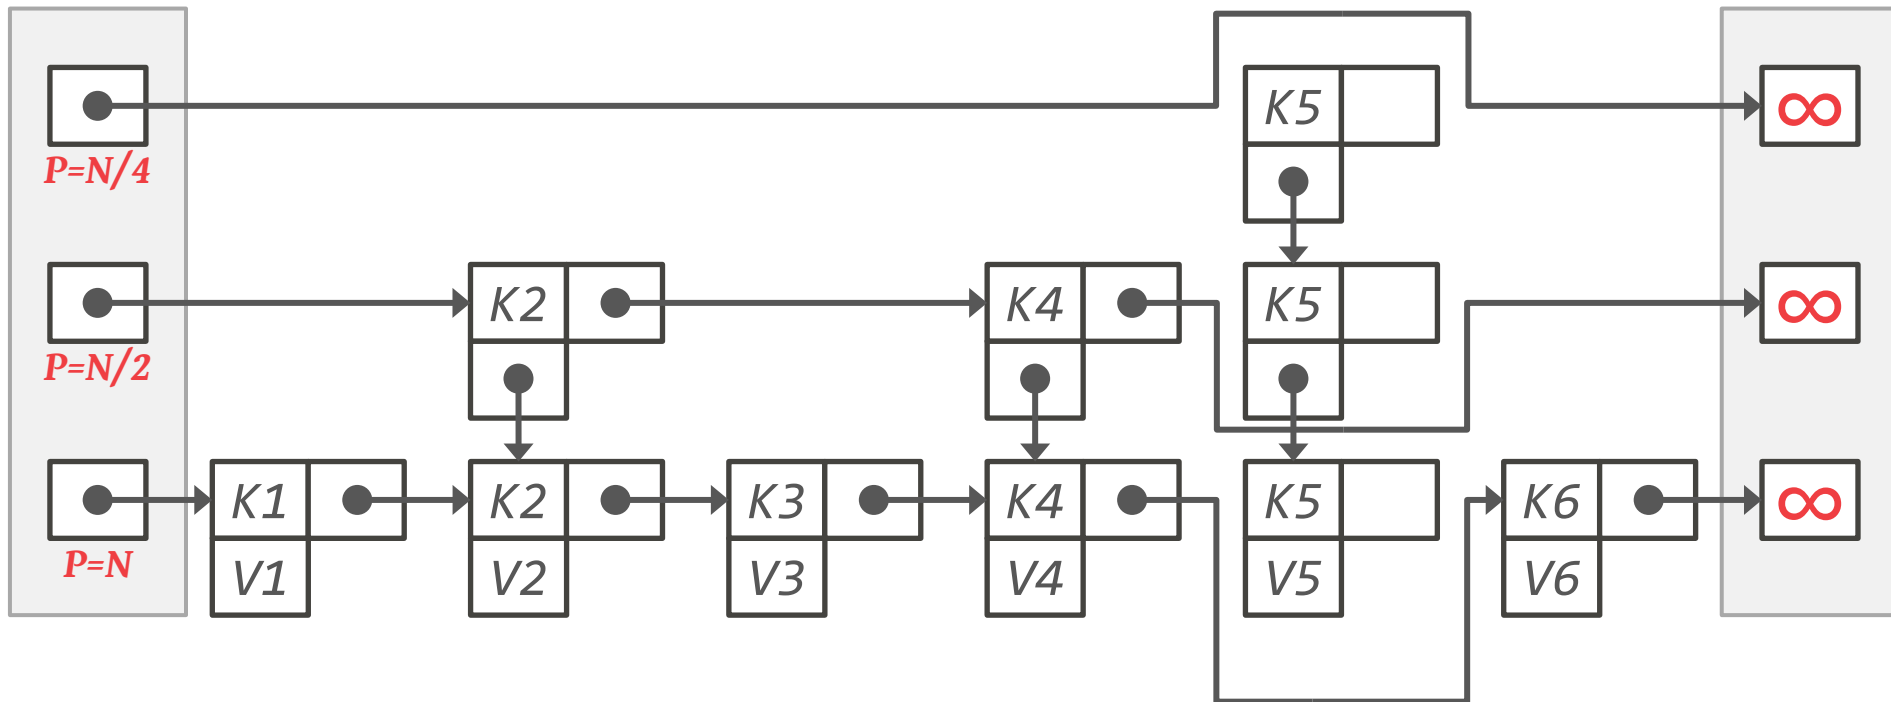 K5 ∞
P=N/4
K2 K4 K5 ∞
P=N/2
K1 K2 K3 K4 K5 K6 ∞
P=N
V1 V2 V3 V4 V5 V6